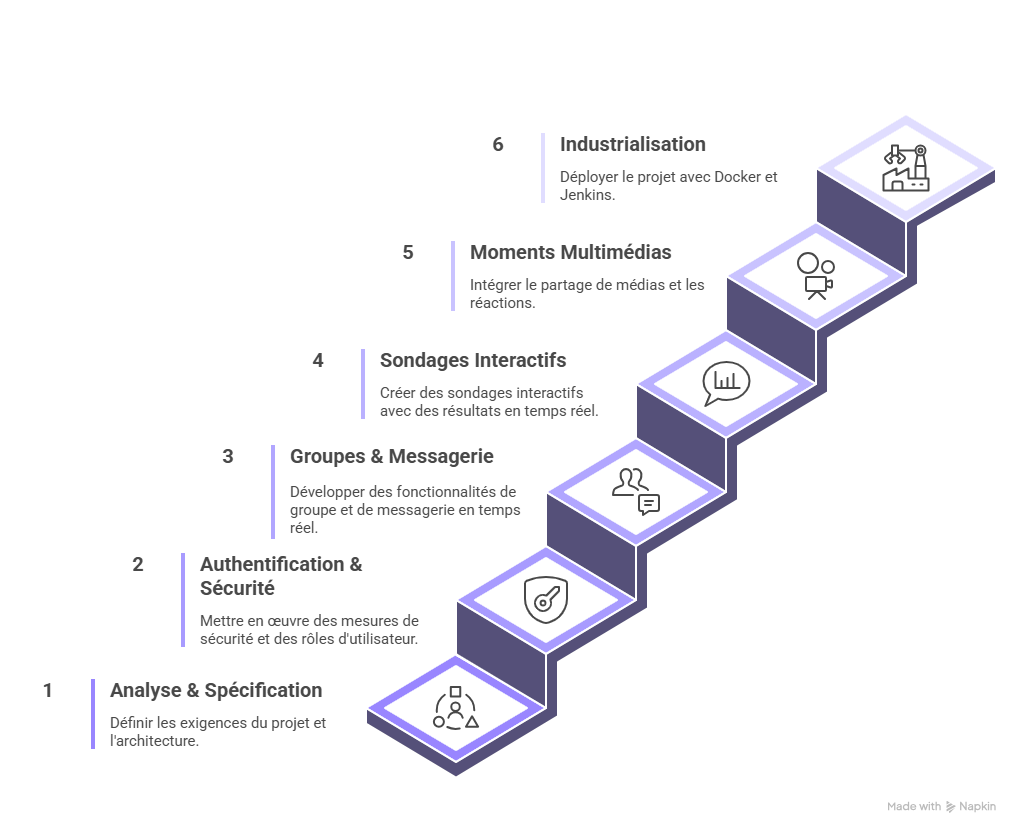 6
Industrialisation
Déployer le projet avec Docker et
Jenkins.
5
Moments Multimédias
Intégrer le partage de médias et les
réactions.
4
Sondages Interactifs
Créer des sondages interactifs
avec des résultats en temps réel.
3
Groupes & Messagerie
Développer des fonctionnalités de
groupe et de messagerie en temps
réel.
2
Authentification &
Sécurité
Mettre en œuvre des mesures de
sécurité et des rôles d'utilisateur.
1
Analyse & Spécification
Définir les exigences du projet et
l'architecture.
Made with Napkin